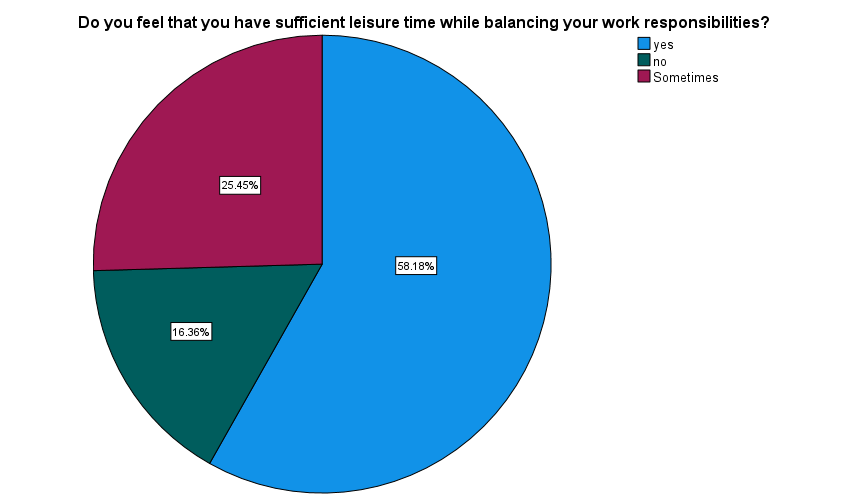 Do you feel that you have sufficient leisure time while balancing your work responsibilities?
yes
no
Sometimes
25.45%
58.18%
16.36%